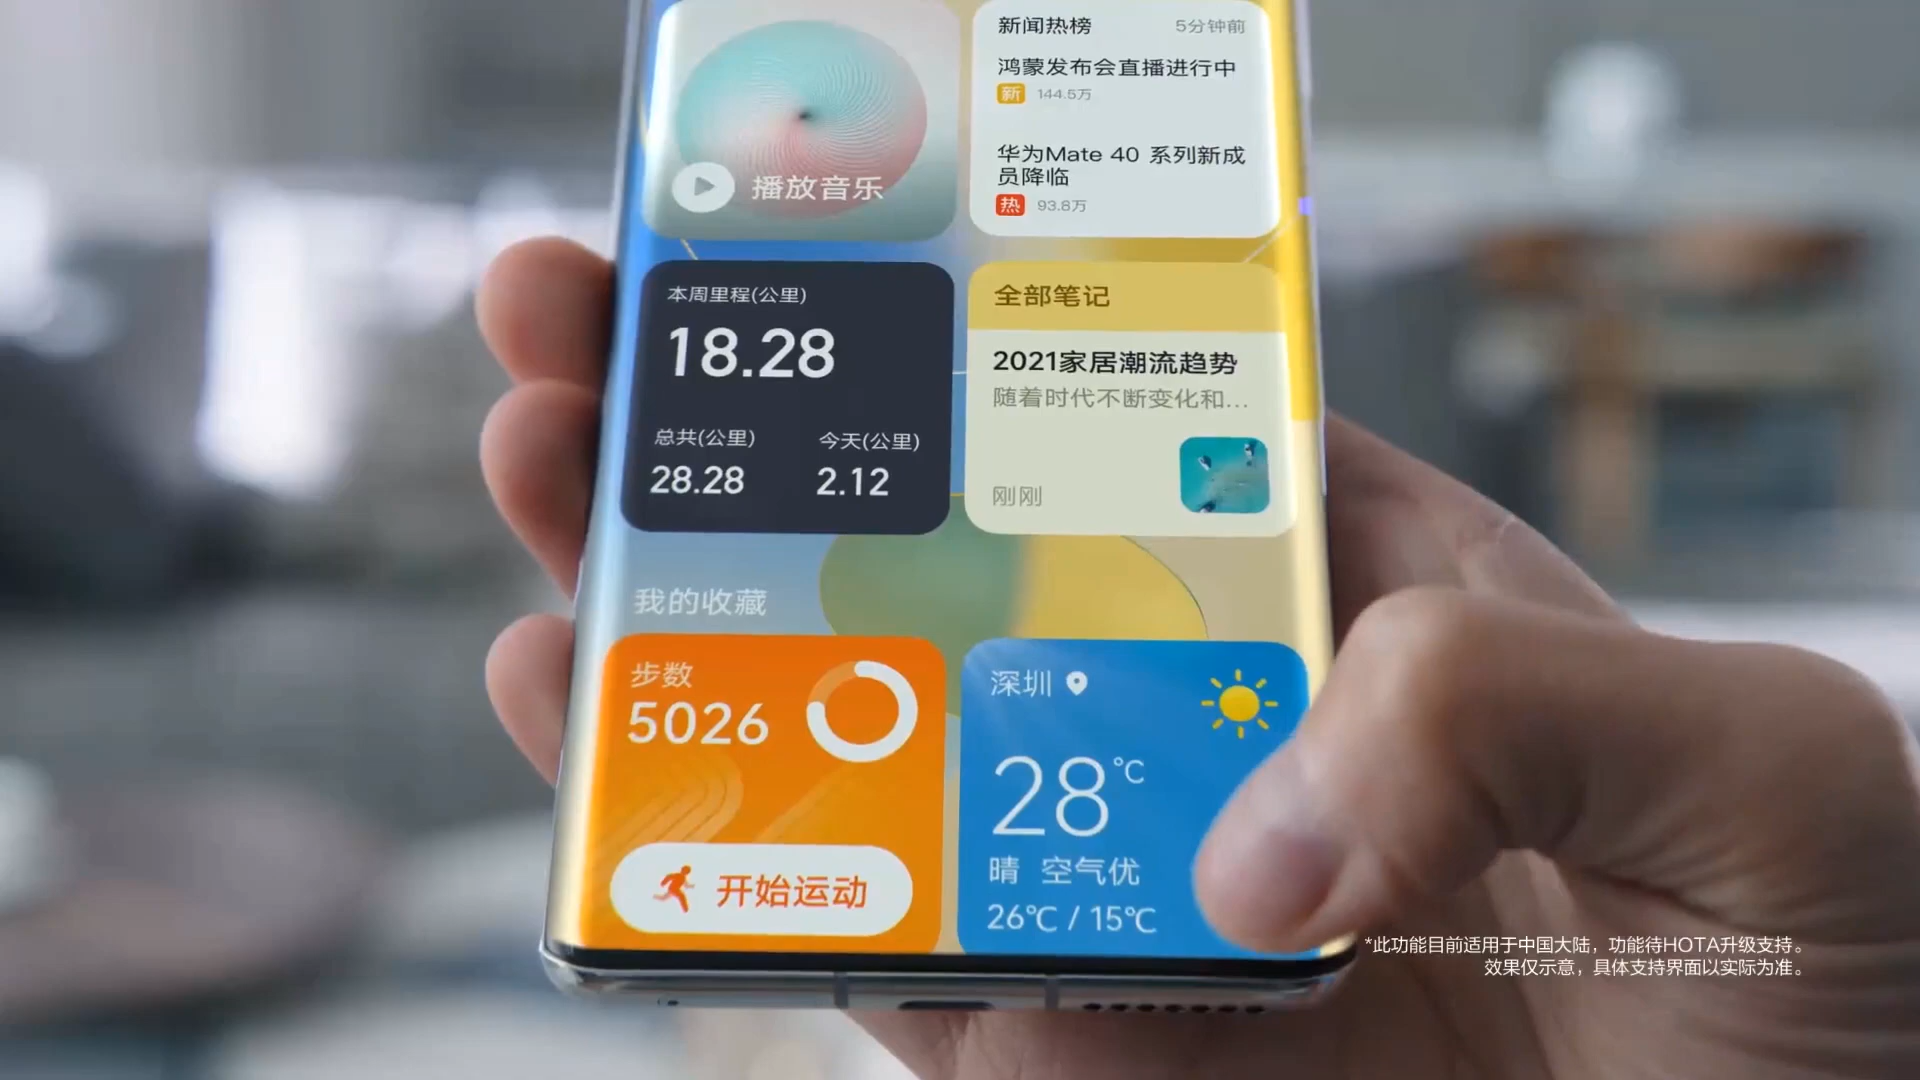 播放音乐
新闻热榜 5分钟前
鸿蒙发布会直播进行中
新 144.5万
华为Mate 40 系列新成
员降临
热 93.8万
本周里程(公里)
18.28
总共(公里) 今天(公里)
28.28 2.12
全部笔记
2021家居潮流趋势
随着时代不断变化和...
刚刚
我的收藏
步数
5026
开始运动
深圳
28°C
晴 空气优
26℃ / 15℃
*此功能目前适用于中国大陆，功能待HOTA升级支持。
效果仅示意，具体支持界面以实际为准。